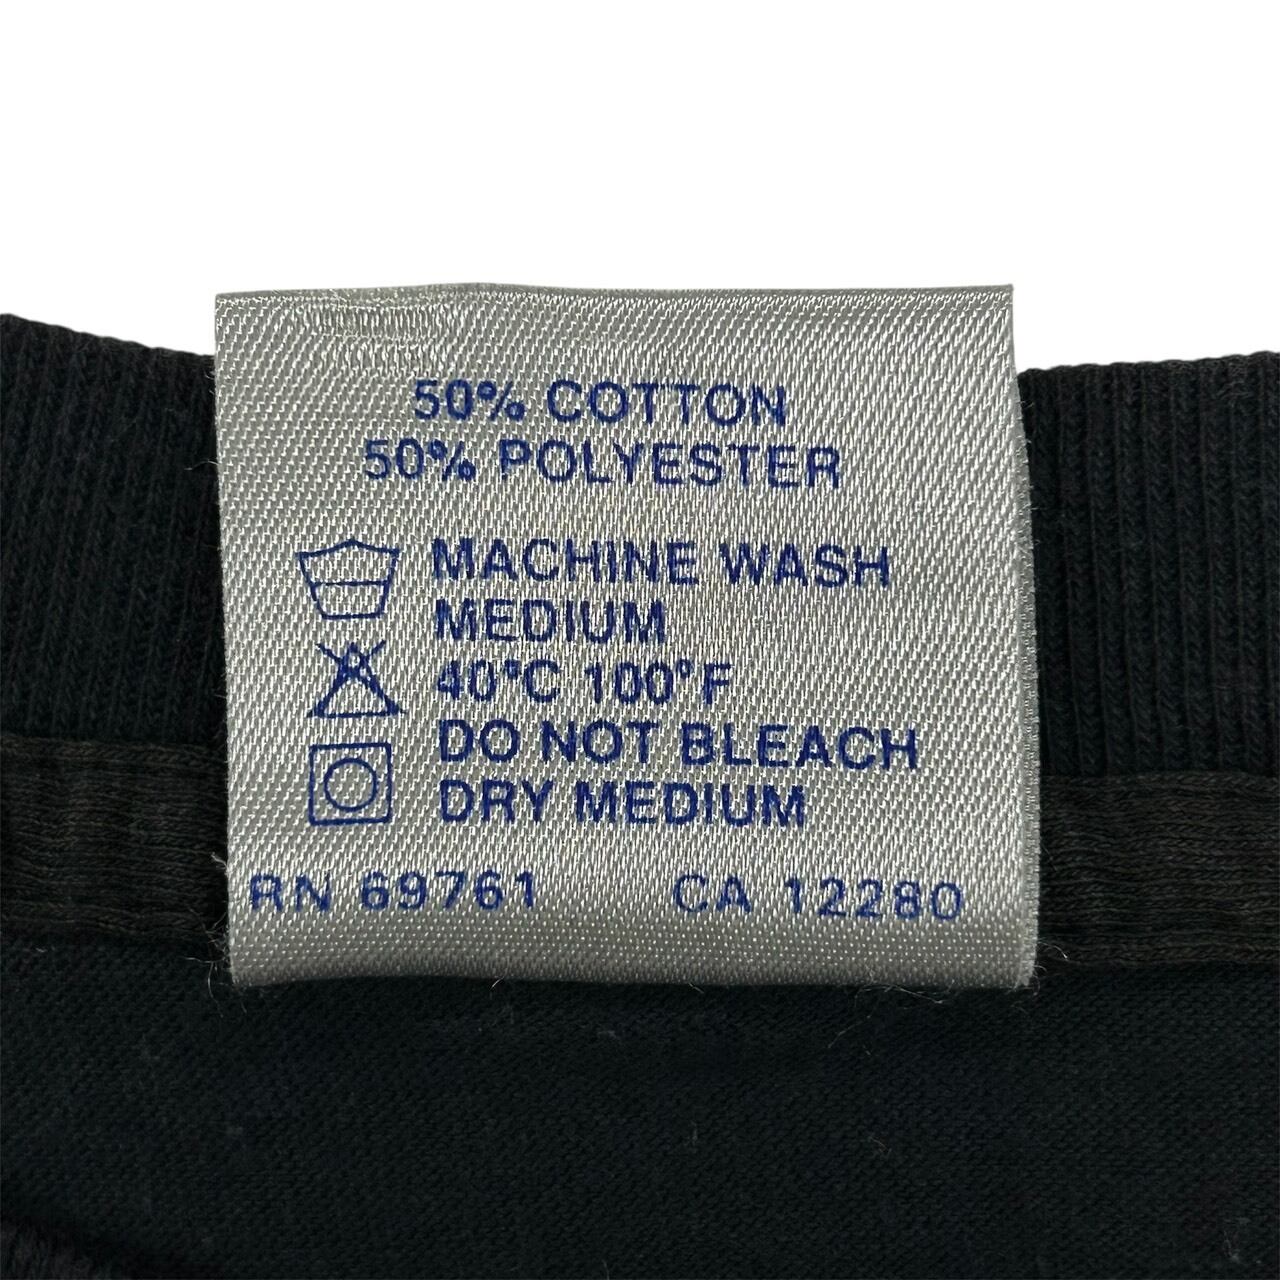 50% COTTON
50% POLYESTER
MACHINE WASH
MEDIUM
40°C 100°F
DO NOT BLEACH
DRY MEDIUM
RN 69761 CA 12280